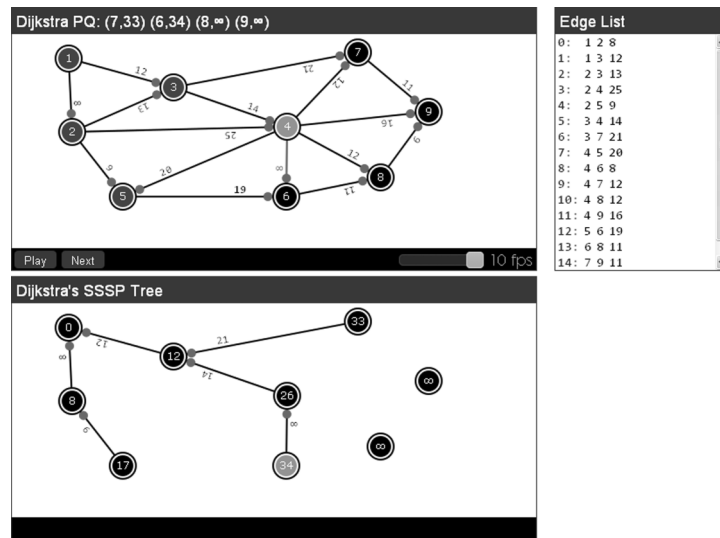 Dijkstra PQ: (7,33) (6,34) (8,∞) (9,∞)
1
12
3
21
7
11
9
8
13
14
12
2
25
4
16
9
20
8
12
6
5
19
6
11
8
Play
Next
10 fps
Edge List
0: 1 2 8
1: 1 3 12
2: 2 3 13
3: 2 4 25
4: 2 5 9
5: 3 4 14
6: 3 7 21
7: 4 5 20
8: 4 6 8
9: 4 7 12
10: 4 8 12
11: 4 9 16
12: 5 6 19
13: 6 8 11
14: 7 9 11
Dijkstra's SSSP Tree
0
12
12
21
33
8
14
8
26
∞
9
8
17
34
∞